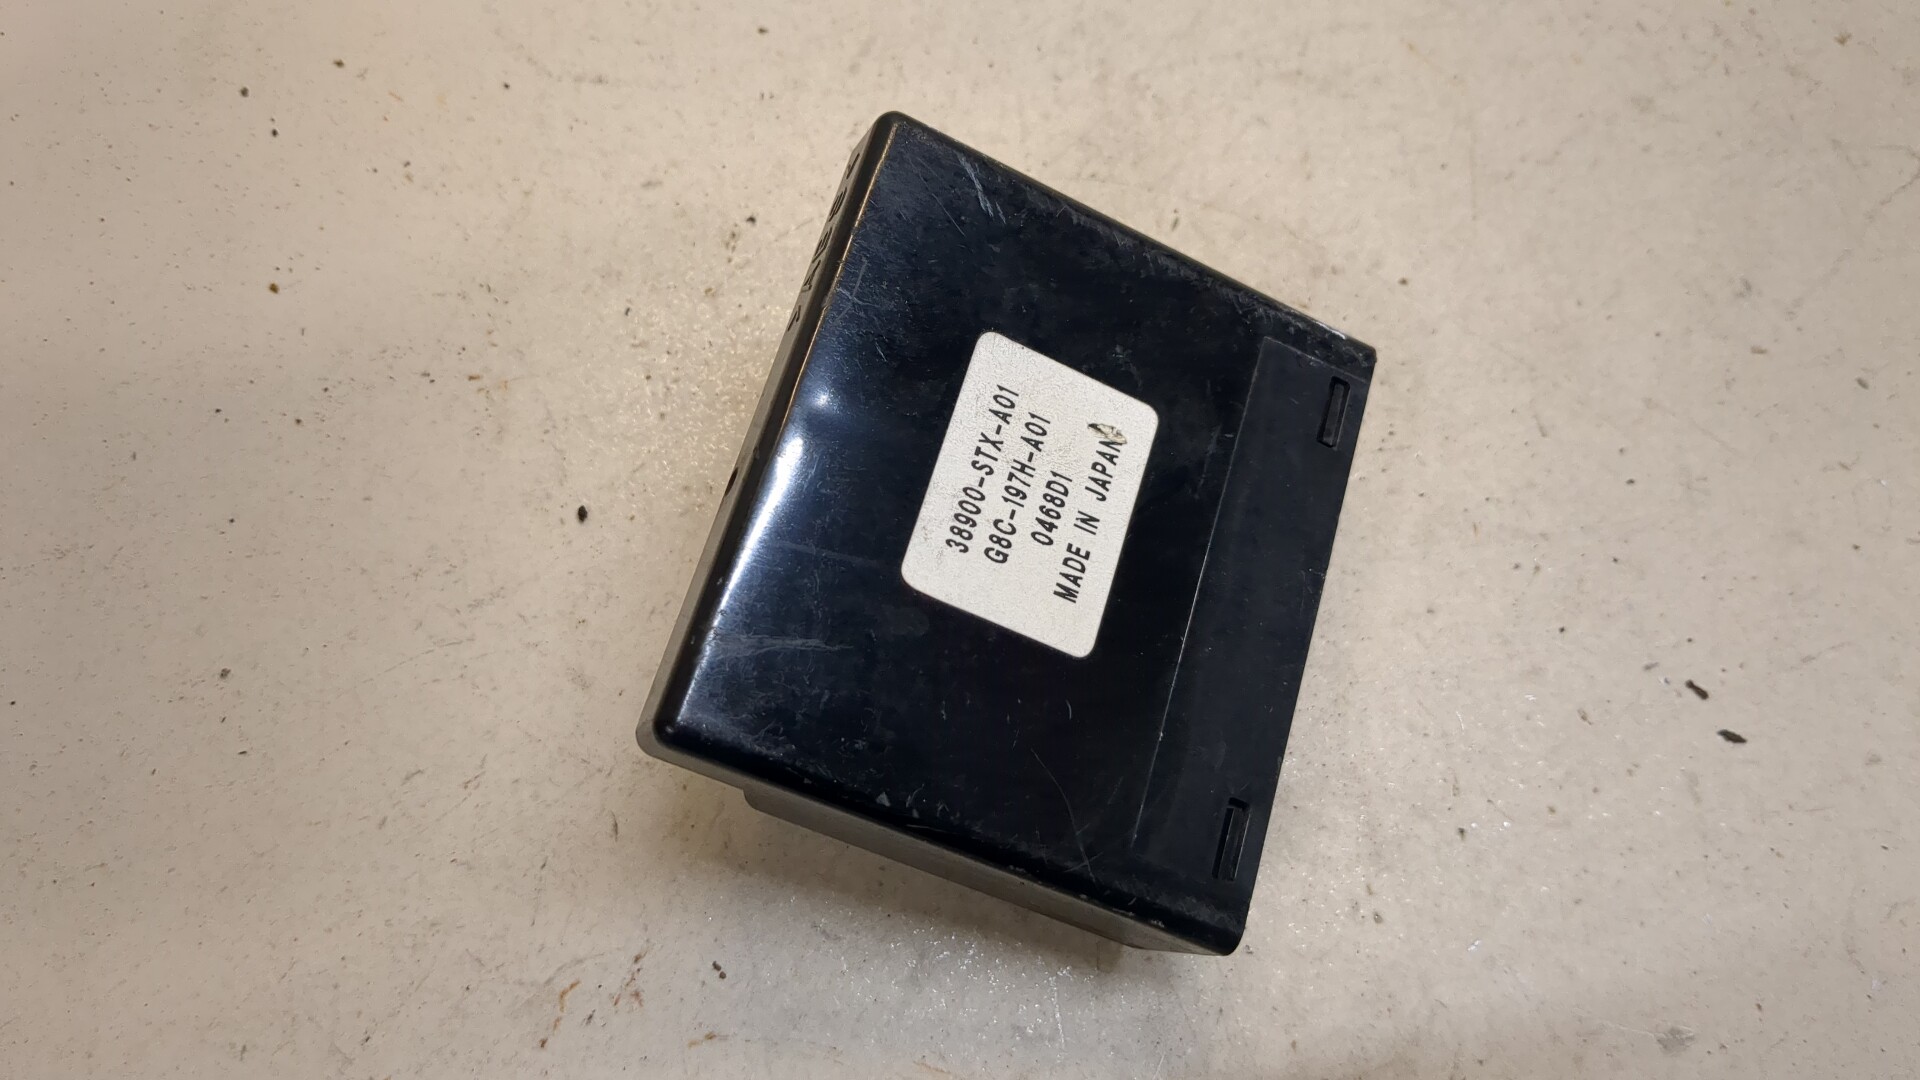 38900-STX-A01
G8C-197H-A01
0468D1
MADE IN JAPAN